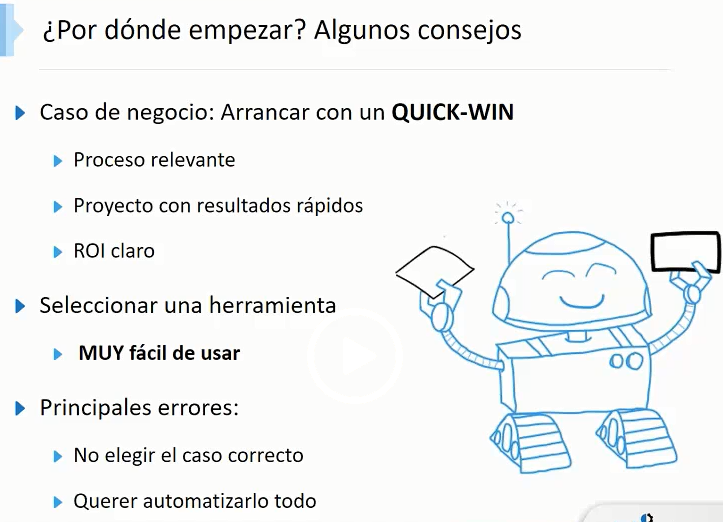 ¿Por dónde empezar? Algunos consejos
Caso de negocio: Arrancar con un QUICK-WIN
Proceso relevante
Proyecto con resultados rápidos
ROI claro
Seleccionar una herramienta
MUY fácil de usar
Principales errores:
No elegir el caso correcto
Querer automatizarlo todo